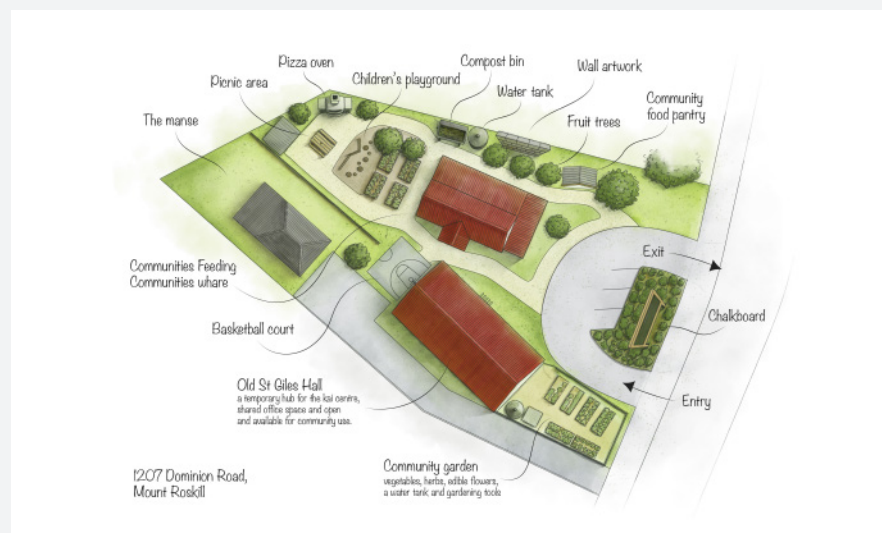 Pizza oven
Compost bin
Wall artwork
Picnic area
Children's playground
Water tank
Community
food pantry
The manse
Fruit trees
Exit
Communities Feeding
Communities whare
Chalkboard
Basketball court
Old St Giles Hall
a temporary hub for the kai centre,
shared office space and open
and available for community use.
Entry
Community garden
vegetables, herbs, edible flowers,
a water tank and gardening tools
1207 Dominion Road,
Mount Roskill